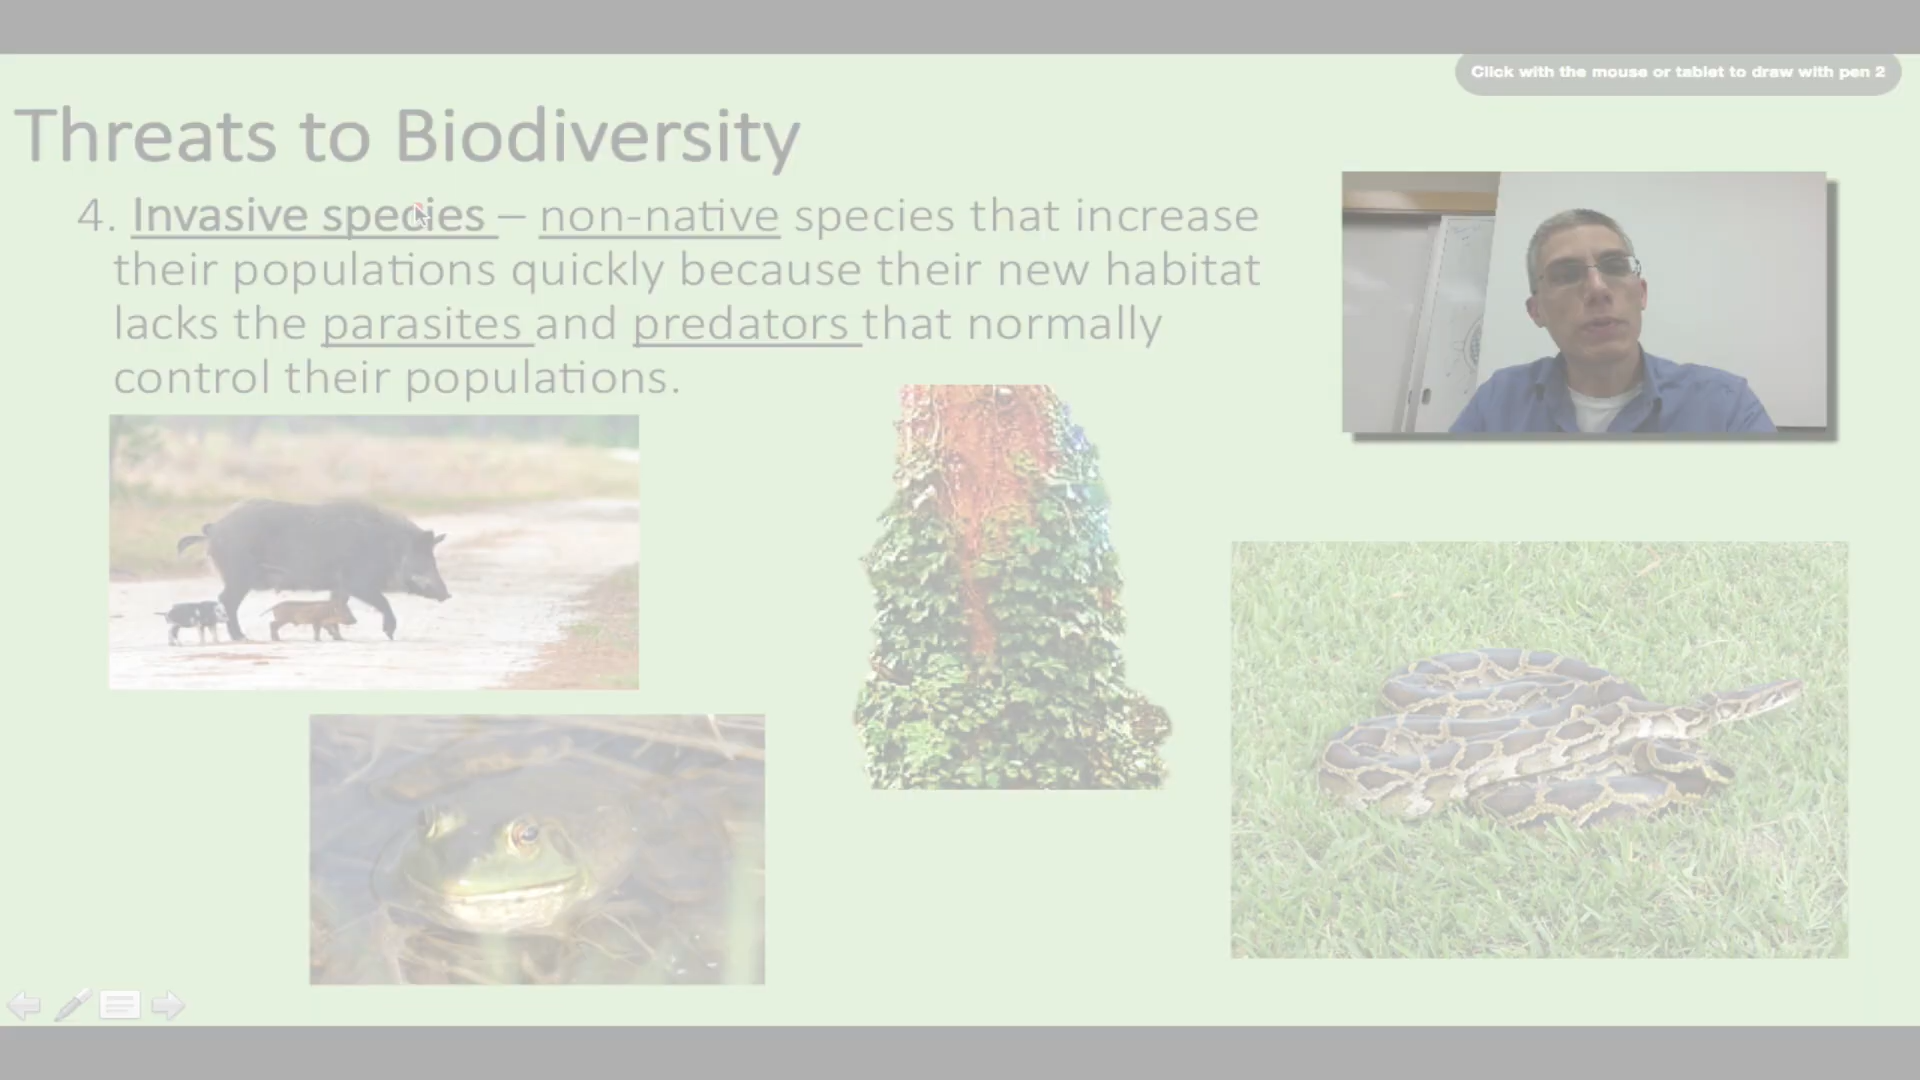 Click with the mouse or tablet to draw with pen 2
Threats to Biodiversity
4. Invasive species – non-native species that increase
their populations quickly because their new habitat
lacks the parasites and predators that normally
control their populations.